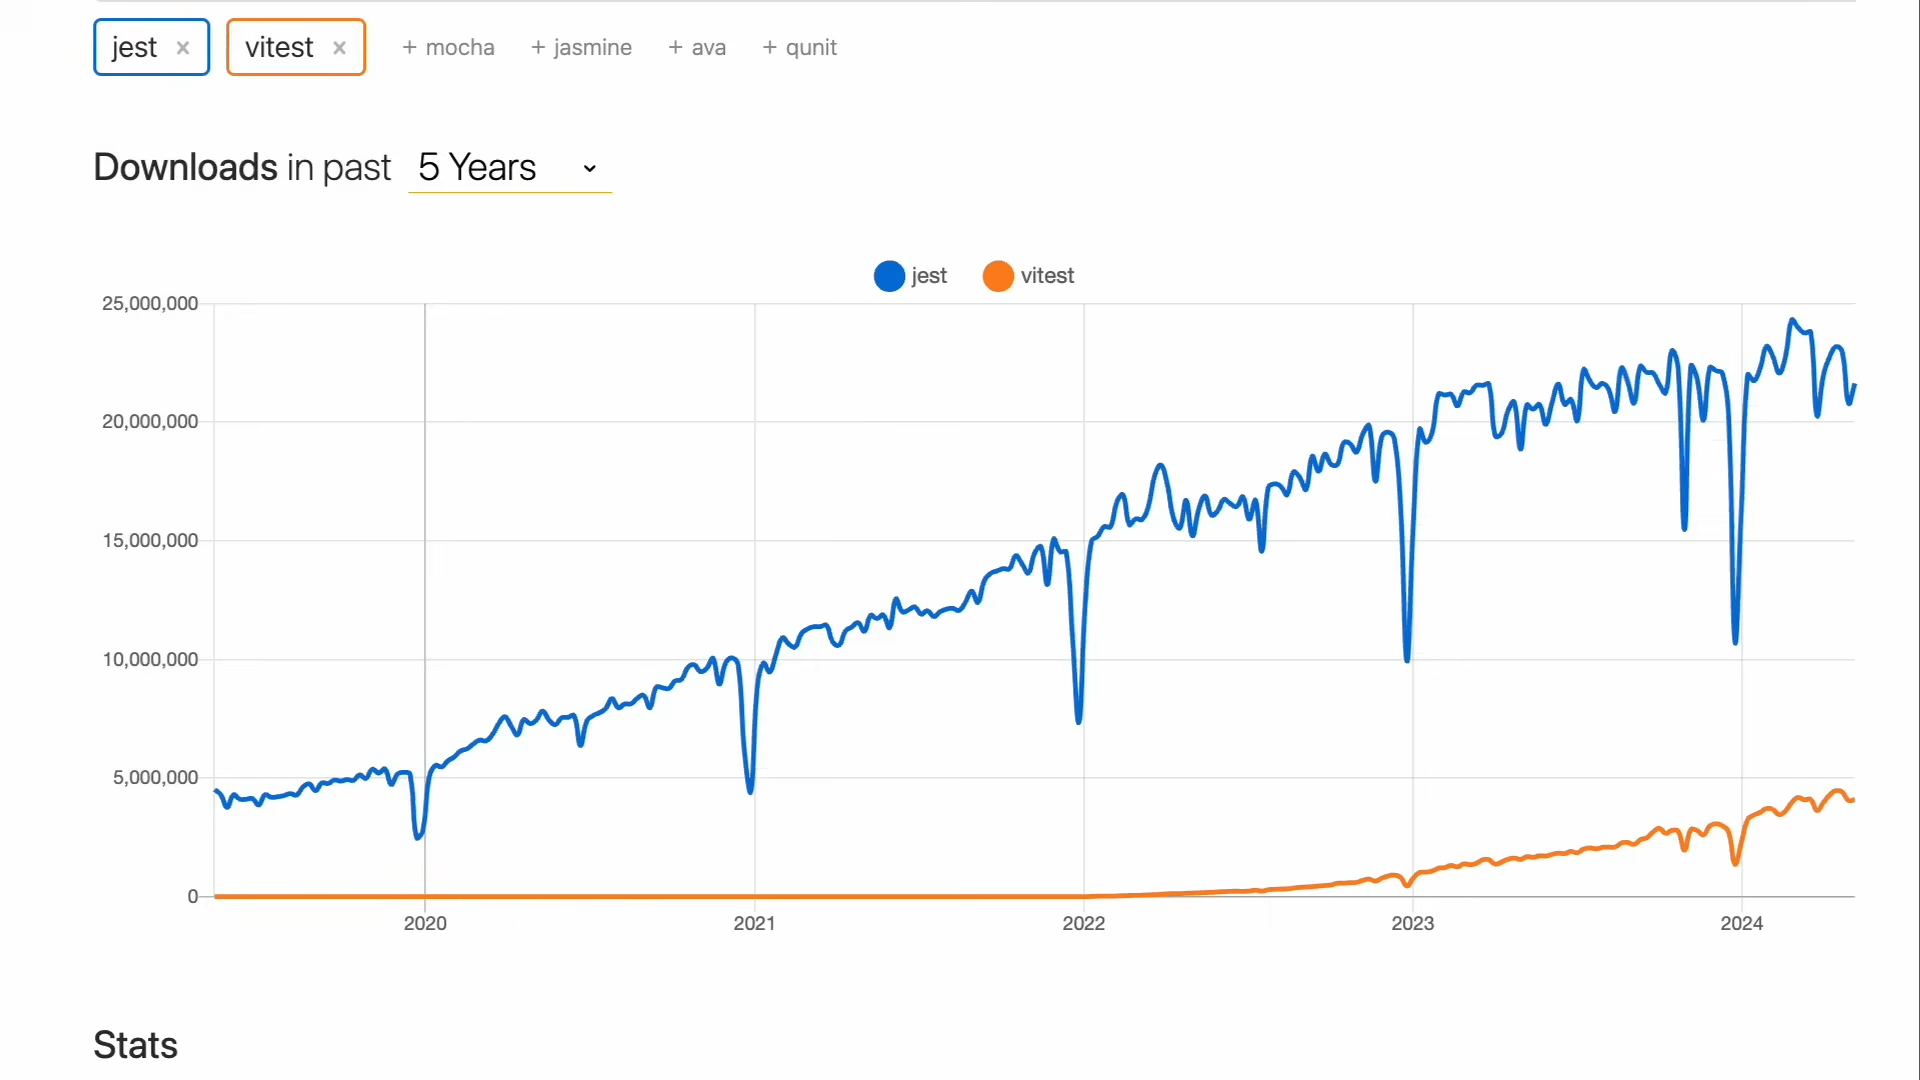 jest × vitest × + mocha + jasmine + ava + qunit
Downloads in past 5 Years
jest vitest
25,000,000
20,000,000
15,000,000
10,000,000
5,000,000
0
2020 2021 2022 2023 2024
Stats